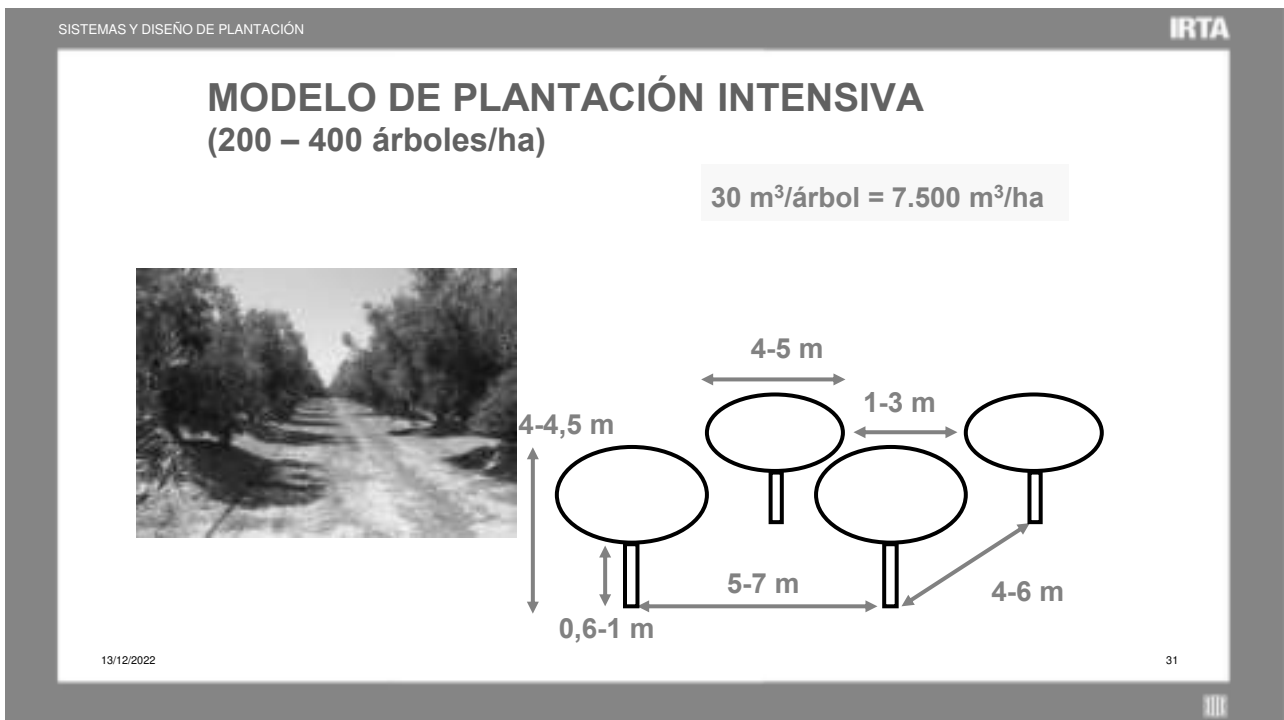 SISTEMAS Y DISEÑO DE PLANTACIÓN
IRTA
MODELO DE PLANTACIÓN INTENSIVA
(200 – 400 árboles/ha)
30 m³/árbol = 7.500 m³/ha
4-5 m
1-3 m
4-4,5 m
5-7 m
4-6 m
0,6-1 m
13/12/2022
31